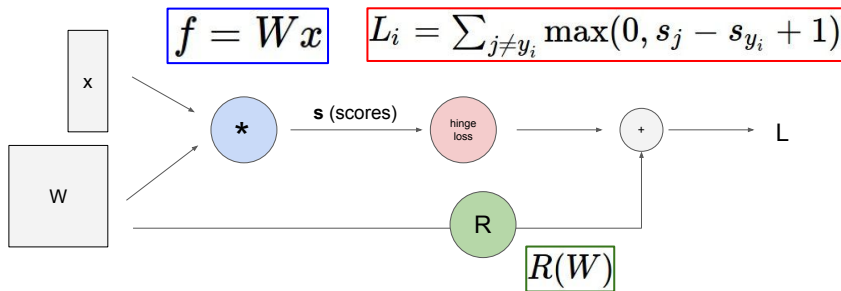 f = Wx
L_i = \sum_{j \neq y_i} \max(0, s_j - s_{y_i} + 1)
x
*
s (scores)
hinge
loss
+
L
W
R
R(W)